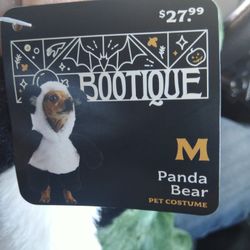 $27.99
BOOTIQUE
M
Panda
Bear
PET COSTUME